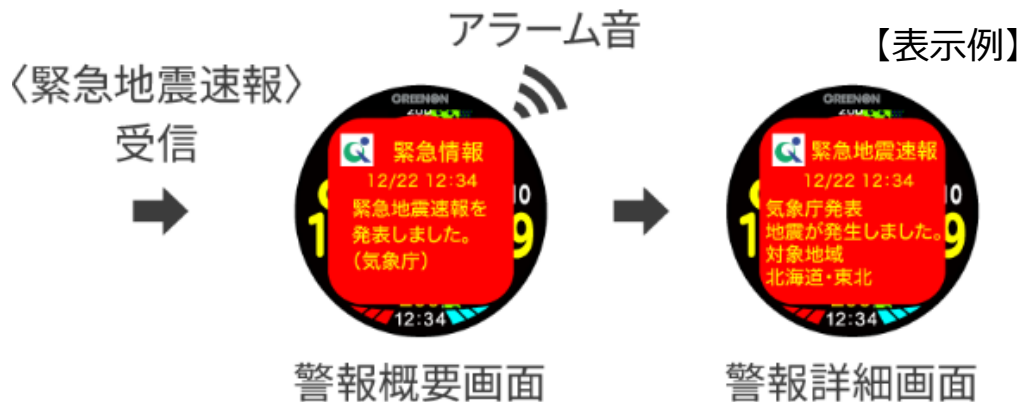 アラーム音
【表示例】
〈緊急地震速報〉
受信
GREENON
緊急情報
12/22 12:34
緊急地震速報を
発表しました。
(気象庁)
12:34
警報概要画面
GREENON
緊急地震速報
12/22 12:34
気象庁発表
地震が発生しました。
対象地域
北海道・東北
12:34
警報詳細画面